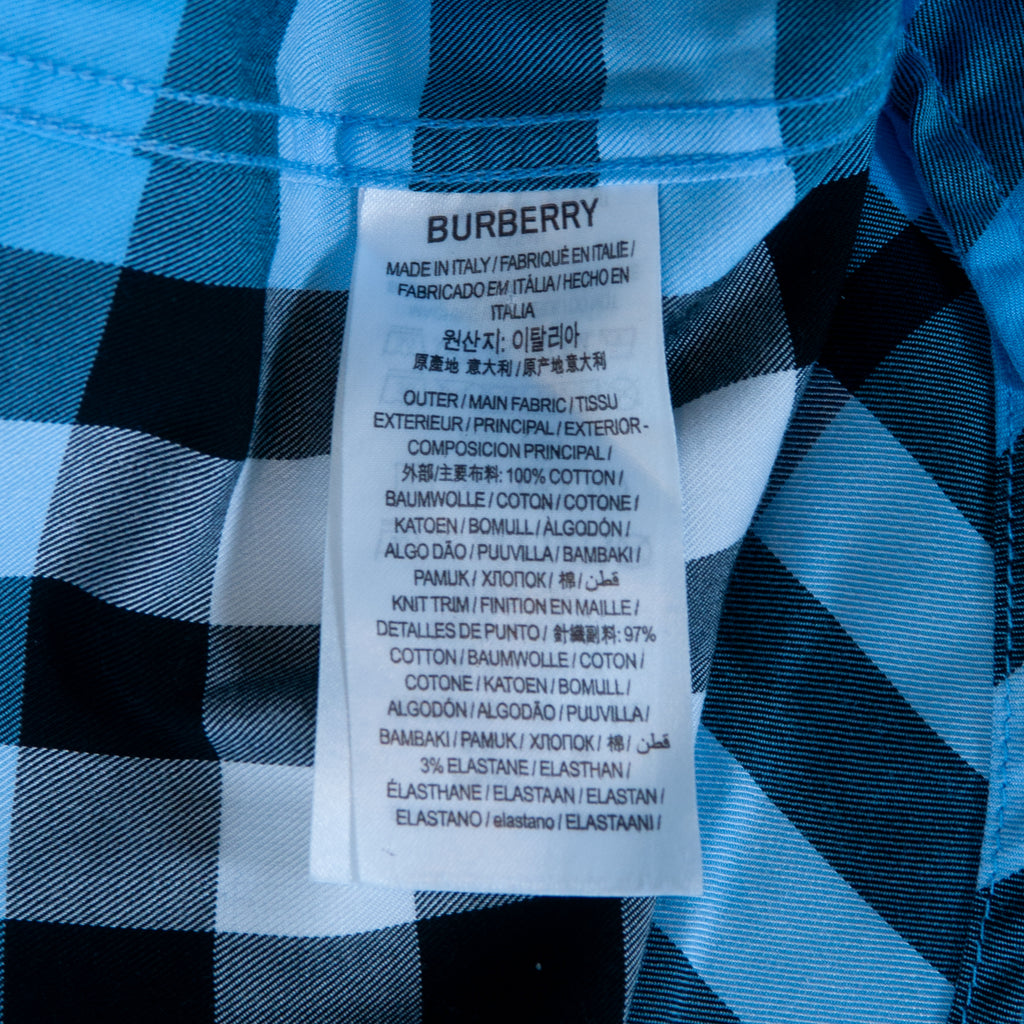 BURBERRY
MADE IN ITALY / FABRIQUÉ EN ITALIE /
FABRICADO EM ITÁLIA / HECHO EN
ITALIA
원산지: 이탈리아
原產地 意大利 / 原产地意大利
OUTER / MAIN FABRIC / TISSU
EXTERIEUR / PRINCIPAL / EXTERIOR -
COMPOSICION PRINCIPAL /
外部/主要布料: 100% COTTON /
BAUMWOLLE / COTON / COTONE /
KATOEN / BOMULL / ÀLGODÓN /
ALGO DÃO / PUUVILLA / BAMBAKI /
PAMUK / ХЛОПОК / 棉 / قطن
KNIT TRIM / FINITION EN MAILLE /
DETALLES DE PUNTO / 針織副料: 97%
COTTON / BAUMWOLLE / COTON /
COTONE / KATOEN / BOMULL /
ALGODÓN / ALGODÃO / PUUVILLA /
BAMBAKI / PAMUK / ХЛОПОК / 棉 / قطن
3% ELASTANE / ELASTHAN /
ÉLASTHANE / ELASTAAN / ELASTAN /
ELASTANO / elastano / ELASTAANI /